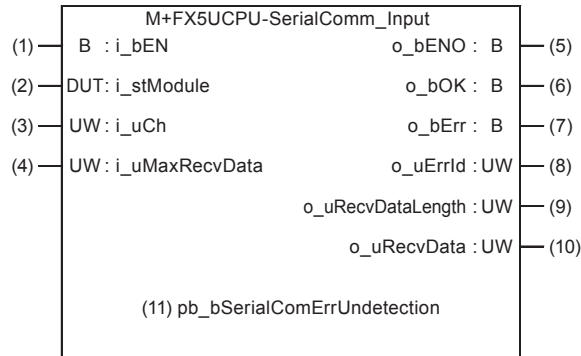 M+FX5UCPU-SerialComm_Input
(1) B : i_bEN o_bENO : B (5)
(2) DUT: i_stModule o_bOK : B (6)
(3) UW : i_uCh o_bErr : B (7)
(4) UW : i_uMaxRecvData o_uErrId : UW (8)
o_uRecvDataLength : UW (9)
o_uRecvData : UW (10)
(11) pb_bSerialComErrUndetection